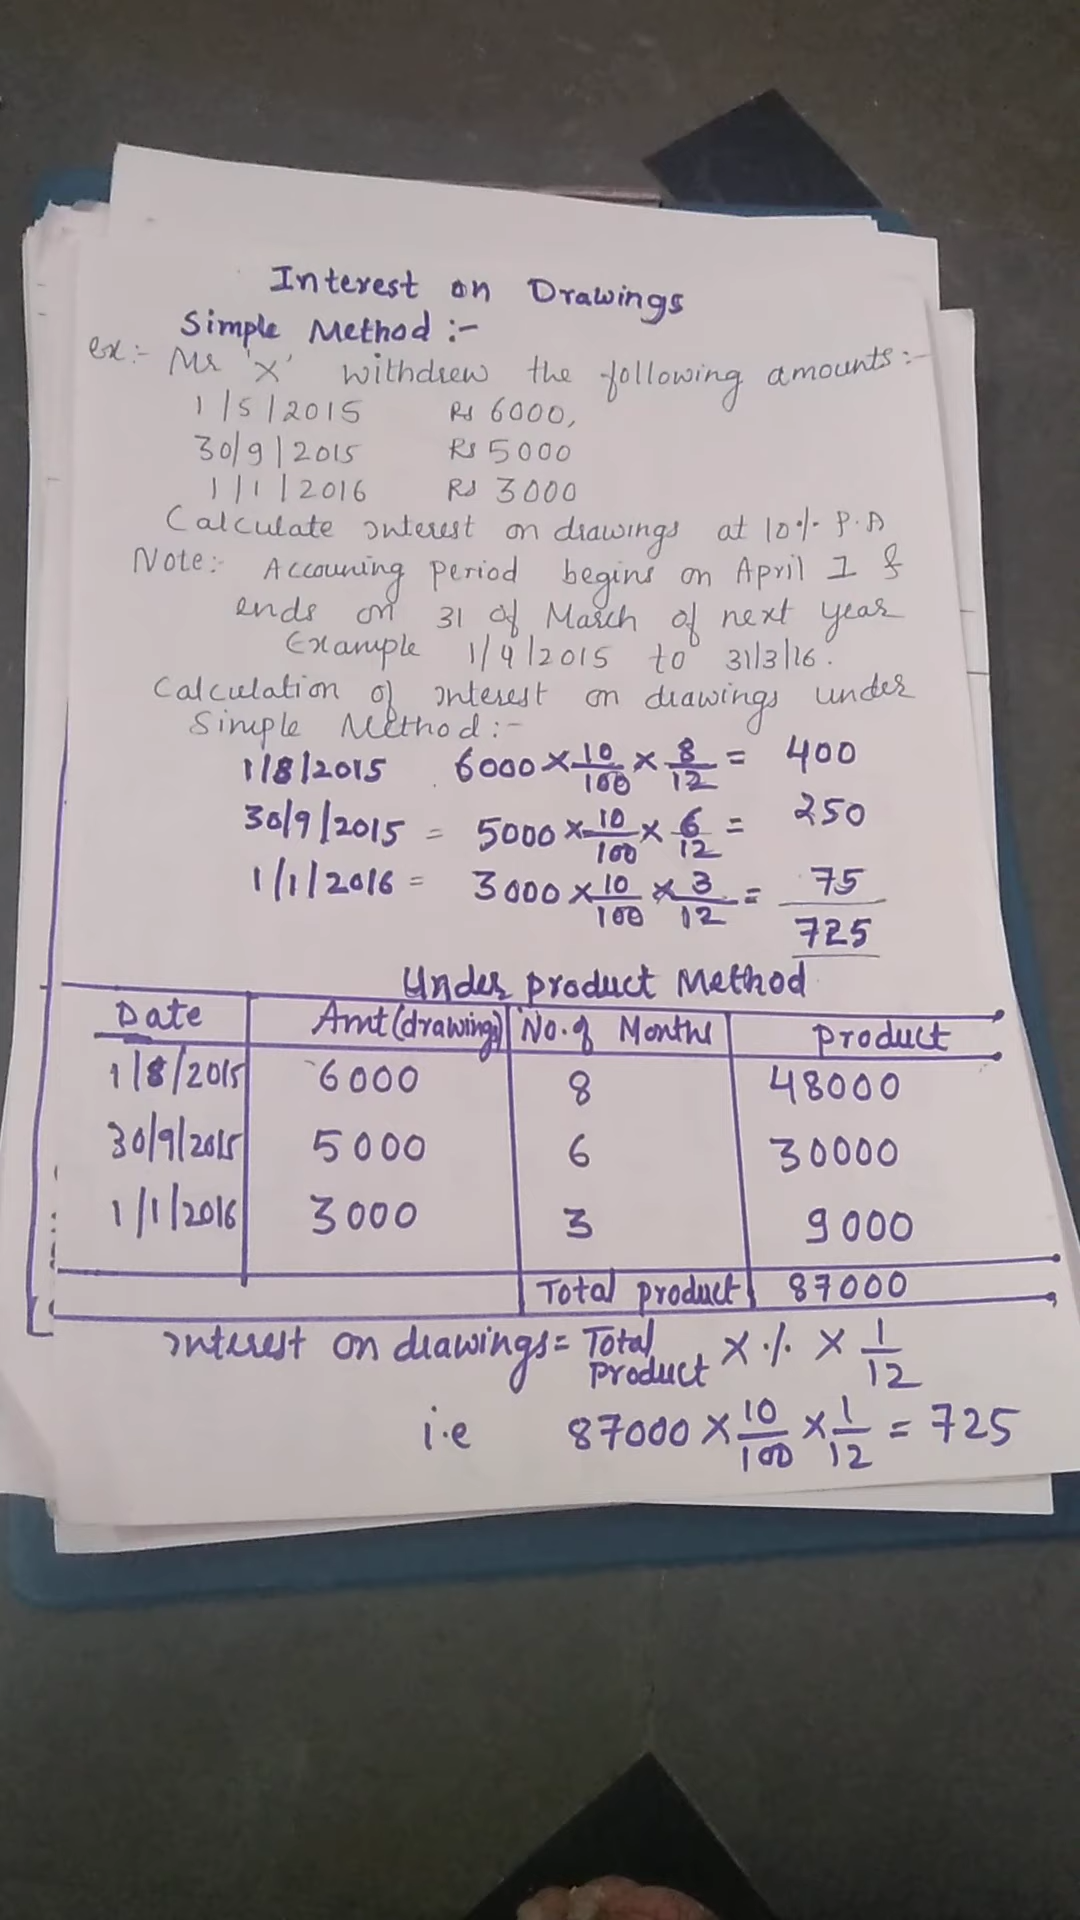 Interest on Drawings
Simple Method :-
ex:- Mr 'X' withdrew the following amounts:-
1/5/2015 Rs 6000,
30/9/2015 Rs 5000
1/1/2016 Rs 3000
Calculate interest on drawings at 10% P.A
Note:- Accouning period begins on April 1 &
ends on 31 of March of next year
Example 1/4/2015 to 31/3/16.
Calculation of interest on drawings under
Simple Method:-
1/8/2015 6000 × 10/100 × 8/12 = 400
30/9/2015 = 5000 × 10/100 × 6/12 = 250
1/1/2016 = 3000 × 10/100 × 3/12 = 75
725
Under product Method
Date Amt(drawings) No.of Months product
1/8/2015 6000 8 48000
30/9/2015 5000 6 30000
1/1/2016 3000 3 9000
Total product 87000
interest on drawings = Total product × % × 1/12
i.e 87000 × 10/100 × 1/12 = 725